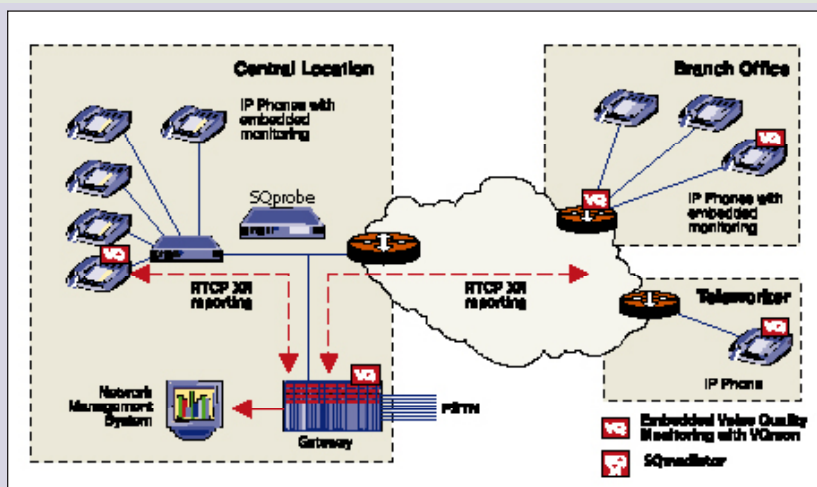 Central Location
IP Phones with
embedded
monitoring
SQprobe
VQ
RTCP XR
reporting
RTCP XR
reporting
Network
Management
System
VQ
Gateway
PSTN
Branch Office
VQ
VQ
IP Phones with
embedded
monitoring
Teleworker
VQ
IP Phone
VQ
Embedded Voice Quality
Monitoring with VQmon
SQmediator